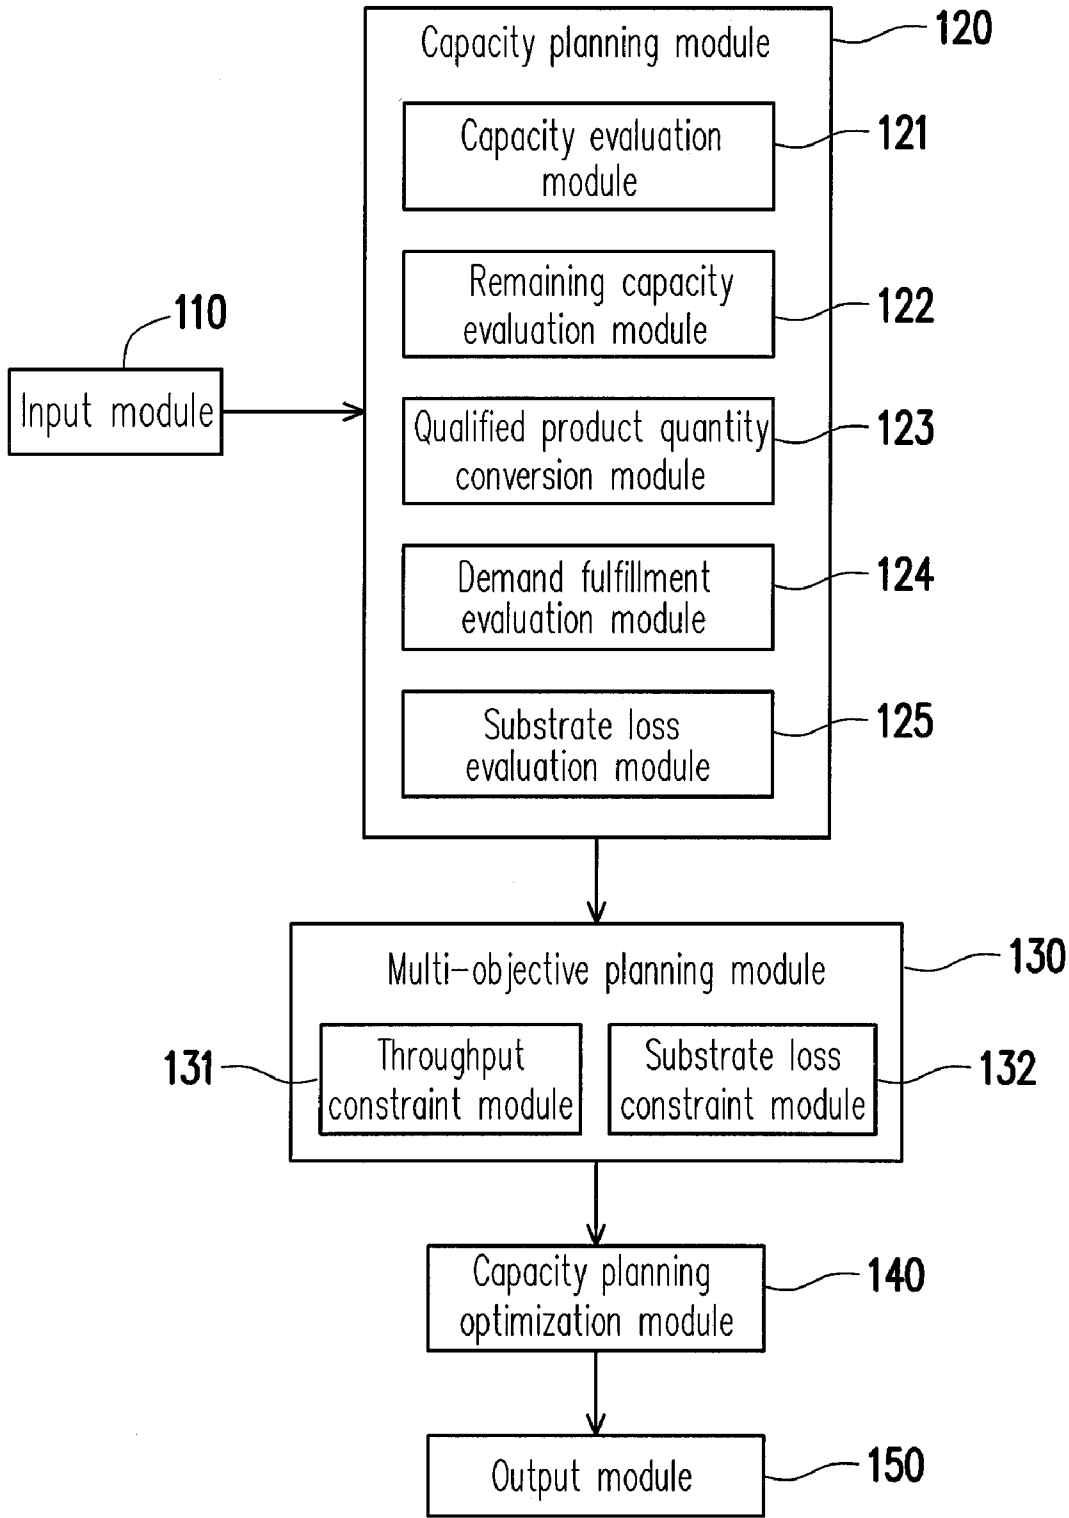 Capacity planning module
120
Capacity evaluation
module
121
Remaining capacity
evaluation module
122
110
Input module
Qualified product quantity
conversion module
123
Demand fulfillment
evaluation module
124
Substrate loss
evaluation module
125
Multi-objective planning module
130
131
Throughput
constraint module
Substrate loss
constraint module
132
Capacity planning
optimization module
140
Output module
150